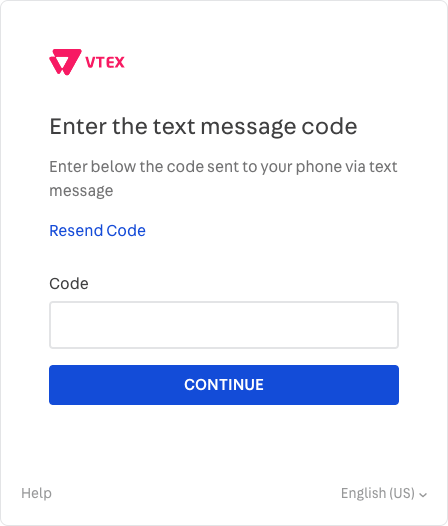 VTEX
Enter the text message code
Enter below the code sent to your phone via text
message
Resend Code
Code
CONTINUE
Help
English (US)